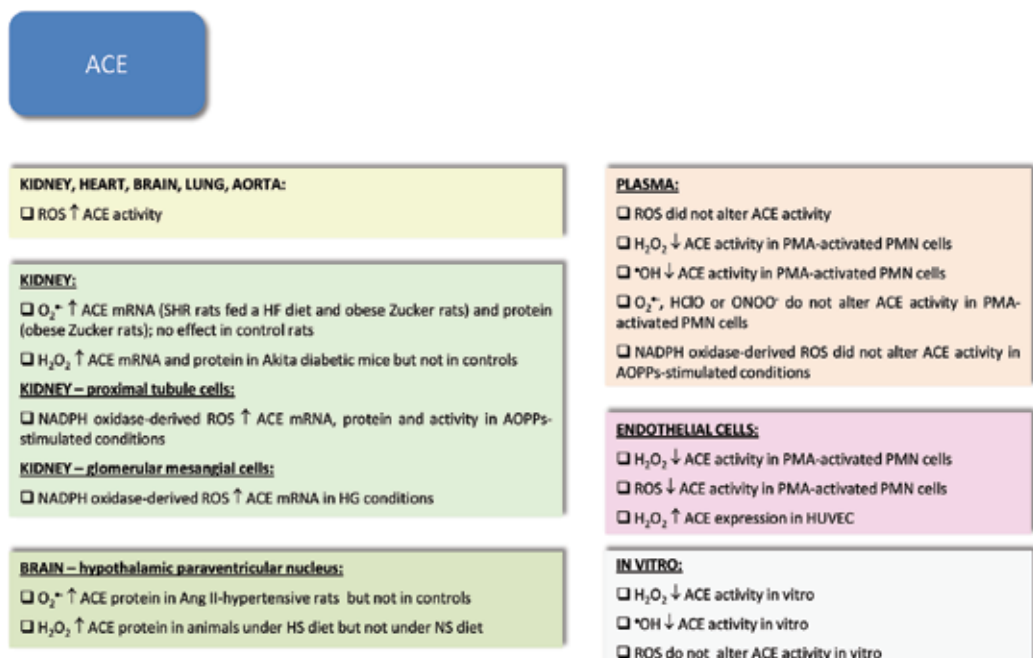 ACE
KIDNEY, HEART, BRAIN, LUNG, AORTA:
❑ ROS ↑ ACE activity
KIDNEY:
❑ O₂•- ↑ ACE mRNA (SHR rats fed a HF diet and obese Zucker rats) and protein
(obese Zucker rats); no effect in control rats
❑ H₂O₂ ↑ ACE mRNA and protein in Akita diabetic mice but not in controls
KIDNEY – proximal tubule cells:
❑ NADPH oxidase-derived ROS ↑ ACE mRNA, protein and activity in AOPPs-
stimulated conditions
KIDNEY – glomerular mesangial cells:
❑ NADPH oxidase-derived ROS ↑ ACE mRNA in HG conditions
BRAIN – hypothalamic paraventricular nucleus:
❑ O₂•- ↑ ACE protein in Ang II-hypertensive rats but not in controls
❑ H₂O₂ ↑ ACE protein in animals under HS diet but not under NS diet
PLASMA:
❑ ROS did not alter ACE activity
❑ H₂O₂ ↓ ACE activity in PMA-activated PMN cells
❑ •OH ↓ ACE activity in PMA-activated PMN cells
❑ O₂•-, HClO or ONOO- do not alter ACE activity in PMA-
activated PMN cells
❑ NADPH oxidase-derived ROS did not alter ACE activity in
AOPPs-stimulated conditions
ENDOTHELIAL CELLS:
❑ H₂O₂ ↓ ACE activity in PMA-activated PMN cells
❑ ROS ↓ ACE activity in PMA-activated PMN cells
❑ H₂O₂ ↑ ACE expression in HUVEC
IN VITRO:
❑ H₂O₂ ↓ ACE activity in vitro
❑ •OH ↓ ACE activity in vitro
❑ ROS do not alter ACE activity in vitro